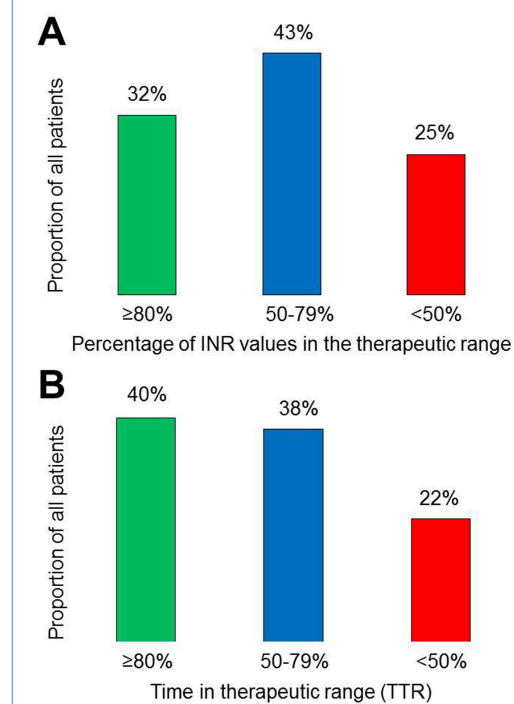 A
43%
32%
25%
Proportion of all patients
≥80% 50-79% <50%
Percentage of INR values in the therapeutic range
B
40%
38%
22%
Proportion of all patients
≥80% 50-79% <50%
Time in therapeutic range (TTR)